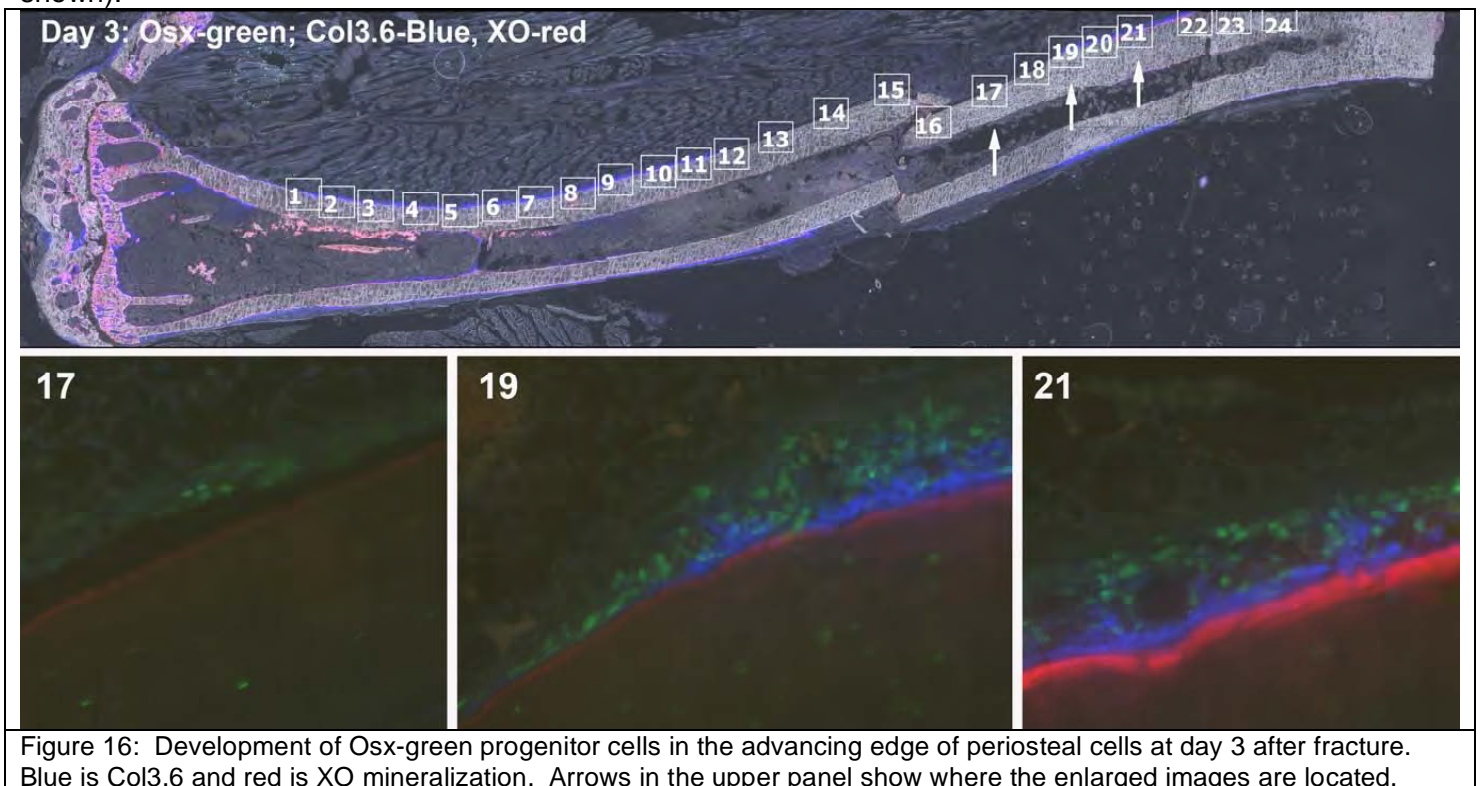 shown).
Day 3: Osx-green; Col3.6-Blue, XO-red
1 2 3 4 5 6 7 8 9 10 11 12 13 14 15 16 17 18 19 20 21 22 23 24
17 19 21
Figure 16: Development of Osx-green progenitor cells in the advancing edge of periosteal cells at day 3 after fracture.
Blue is Col3.6 and red is XO mineralization. Arrows in the upper panel show where the enlarged images are located.